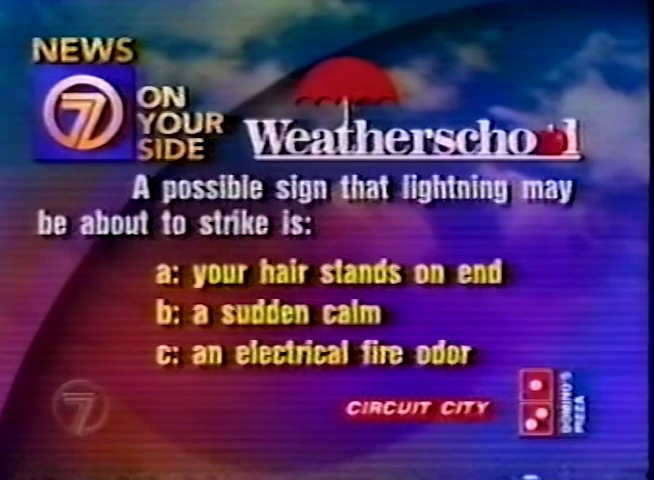 NEWS
7
ON
YOUR
SIDE
Weatherschool
A possible sign that lightning may
be about to strike is:
a: your hair stands on end
b: a sudden calm
c: an electrical fire odor
7
CIRCUIT CITY
DOMINO'S
PIZZA